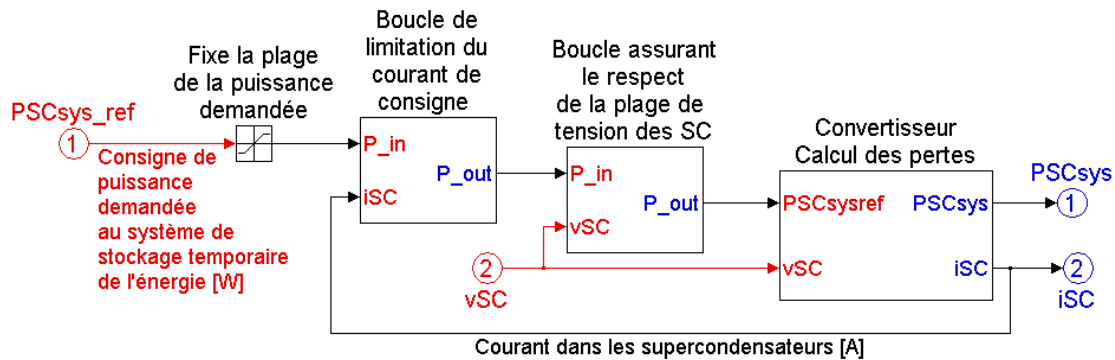 Boucle de
limitation du
courant de
consigne
Fixe la plage
de la puissance
demandée
Boucle assurant
le respect
de la plage de
tension des SC
Convertisseur
Calcul des pertes
PSCsys_ref
1
Consigne de
puissance
demandée
au système de
stockage temporaire
de l'énergie [W]
P_in
iSC
P_out
P_in
vSC
P_out
2
vSC
PSCsysref
vSC
PSCsys
iSC
PSCsys
1
2
iSC
Courant dans les supercondensateurs [A]